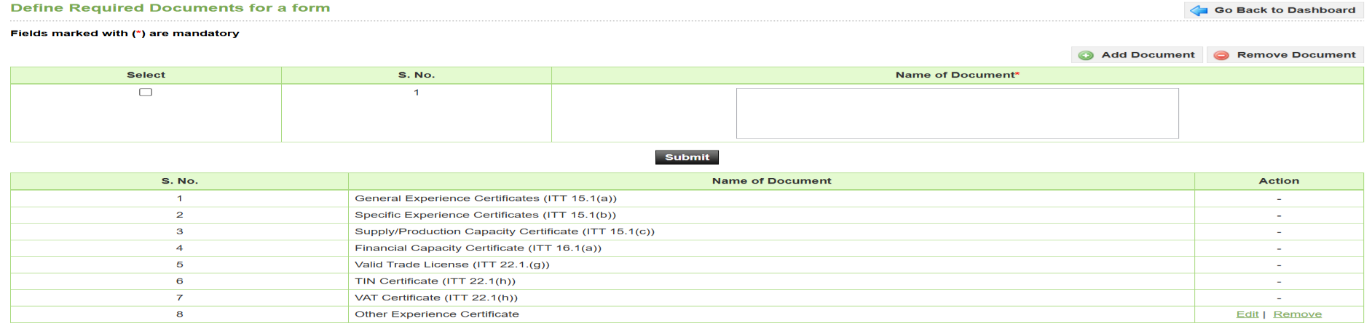 Define Required Documents for a form
Go Back to Dashboard
Fields marked with (*) are mandatory
Add Document Remove Document
Select S. No. Name of Document*
1
Submit
S. No. Name of Document Action
1 General Experience Certificates (ITT 15.1(a)) -
2 Specific Experience Certificates (ITT 15.1(b)) -
3 Supply/Production Capacity Certificate (ITT 15.1(c)) -
4 Financial Capacity Certificate (ITT 16.1(a)) -
5 Valid Trade License (ITT 22.1.(g)) -
6 TIN Certificate (ITT 22.1(h)) -
7 VAT Certificate (ITT 22.1(h)) -
8 Other Experience Certificate Edit | Remove